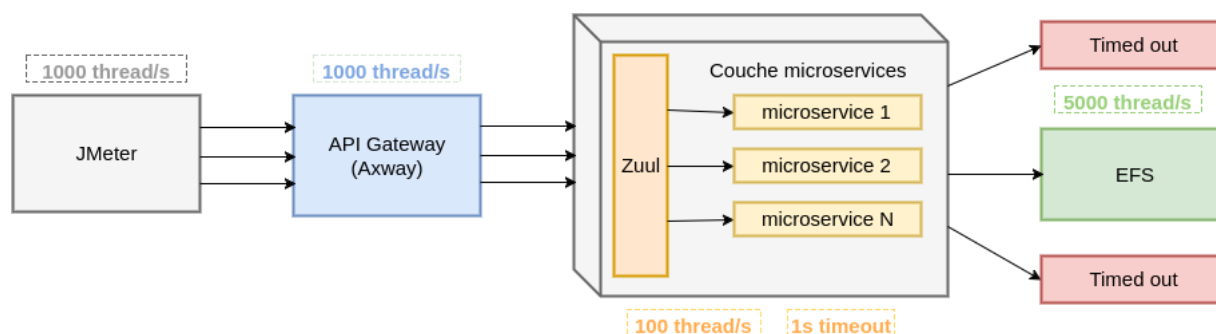 1000 thread/s
JMeter
1000 thread/s
API Gateway
(Axway)
Couche microservices
Zuul
microservice 1
microservice 2
microservice N
100 thread/s
1s timeout
Timed out
5000 thread/s
EFS
Timed out